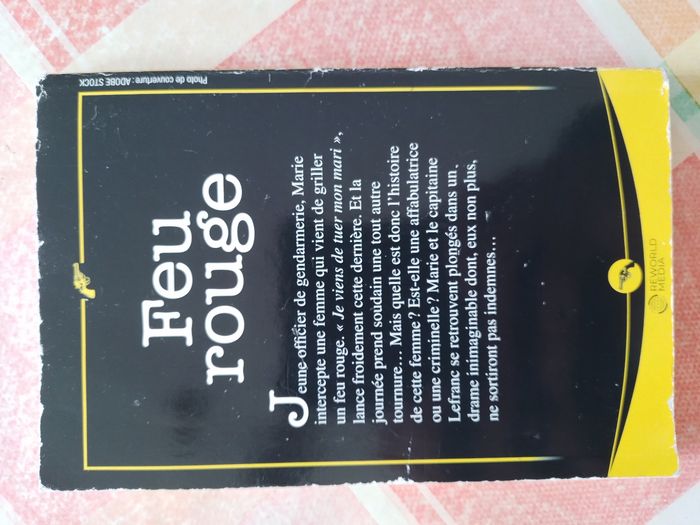 Feu
rouge
Jeune officier de gendarmerie, Marie
intercepte une femme qui vient de griller
un feu rouge. « Je viens de tuer mon mari »,
lance froidement cette dernière. Et la
journée prend soudain une tout autre
tournure... Mais quelle est donc l'histoire
de cette femme ? Est-elle une affabulatrice
ou une criminelle ? Marie et le capitaine
Lefranc se retrouvent plongés dans un
drame inimaginable dont, eux non plus,
ne sortiront pas indemnes...
REWORLD
MEDIA
Photo de couverture : ADOBE STOCK